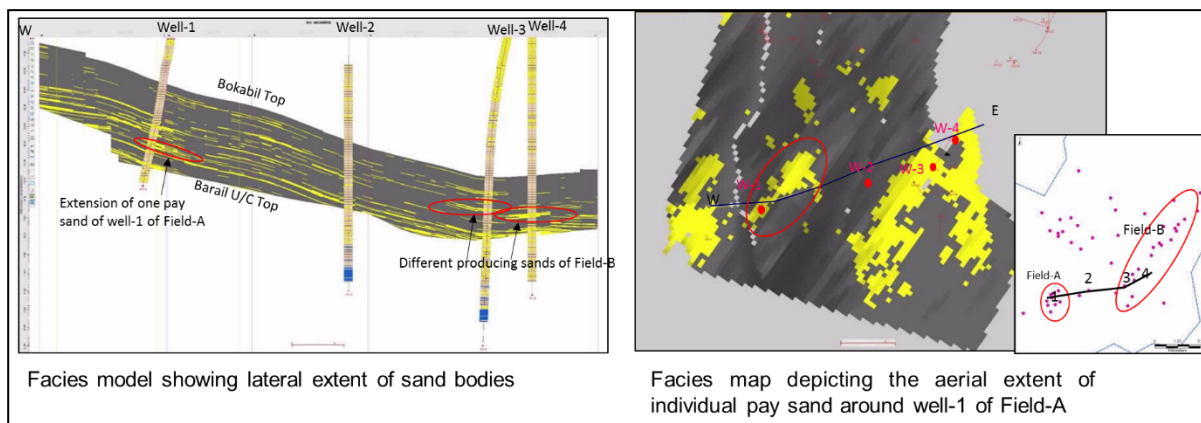 W
Well-1
Well-2
Well-3
Well-4
Bokabil Top
Barail U/C Top
Extension of one pay
sand of well-1 of Field-A
Different producing sands of Field-B
Facies model showing lateral extent of sand bodies
E
W-4
W-3
W-2
W-1
W
Field-B
Field-A
1
2
3
4
Facies map depicting the aerial extent of
individual pay sand around well-1 of Field-A